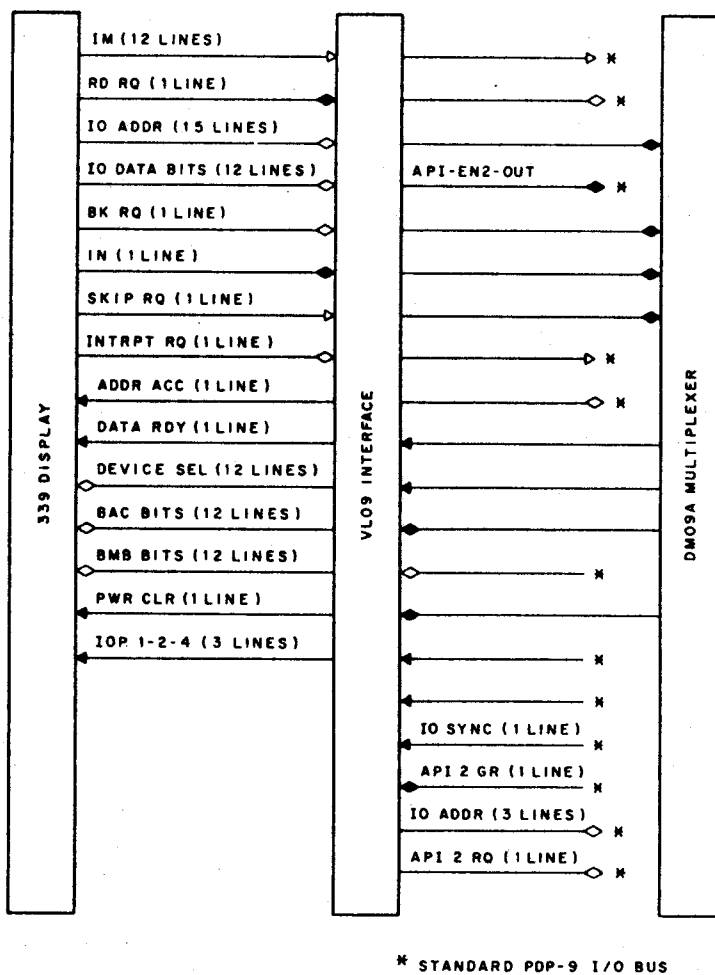 IM (12 LINES)
*
RD RQ (1 LINE)
*
IO ADDR (15 LINES)
IO DATA BITS (12 LINES)
API-EN2-OUT
*
BK RQ (1 LINE)
IN (1 LINE)
SKIP RQ (1 LINE)
INTRPT RQ (1 LINE)
*
ADDR ACC (1 LINE)
*
DATA RDY (1 LINE)
DEVICE SEL (12 LINES)
BAC BITS (12 LINES)
BMB BITS (12 LINES)
*
PWR CLR (1 LINE)
IOP 1-2-4 (3 LINES)
*
*
IO SYNC (1 LINE)
*
API 2 GR (1 LINE)
*
IO ADDR (3 LINES)
*
API 2 RQ (1 LINE)
*
339 DISPLAY
VL09 INTERFACE
DM09A MULTIPLEXER
* STANDARD PDP-9 I/O BUS